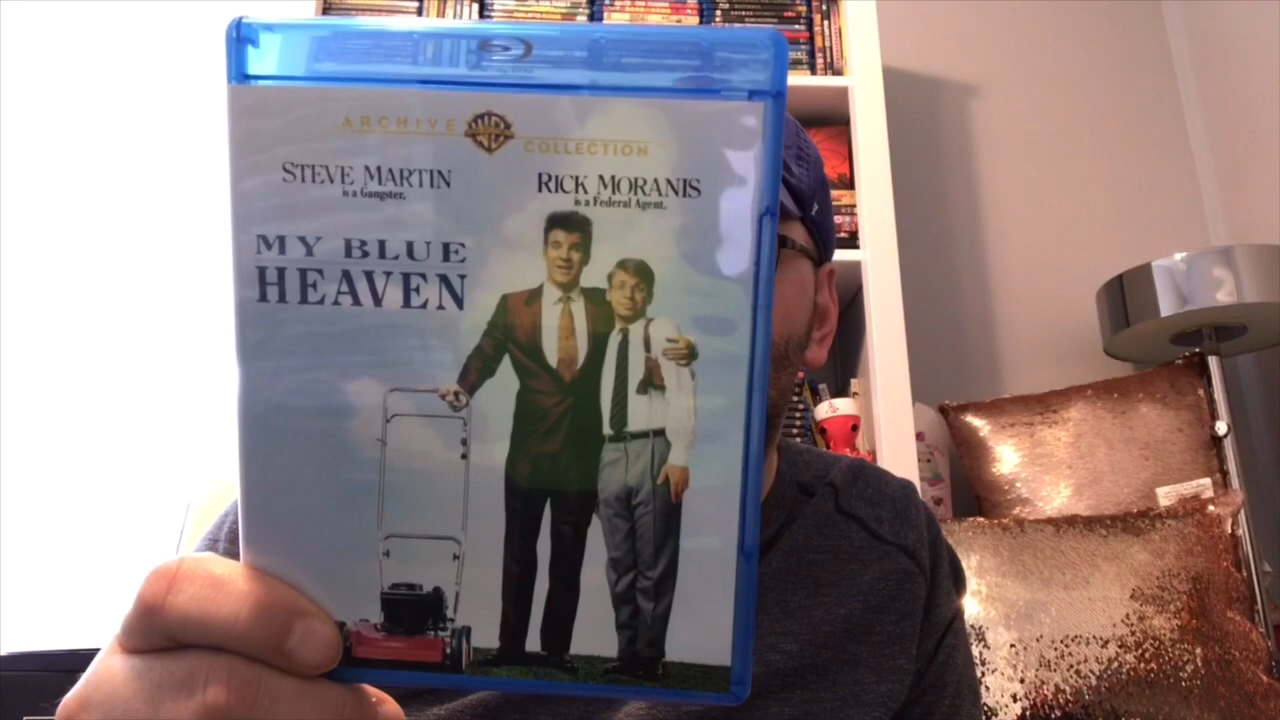 ARCHIVE WB COLLECTION
STEVE MARTIN
is a Gangster.
RICK MORANIS
is a Federal Agent.
MY BLUE
HEAVEN